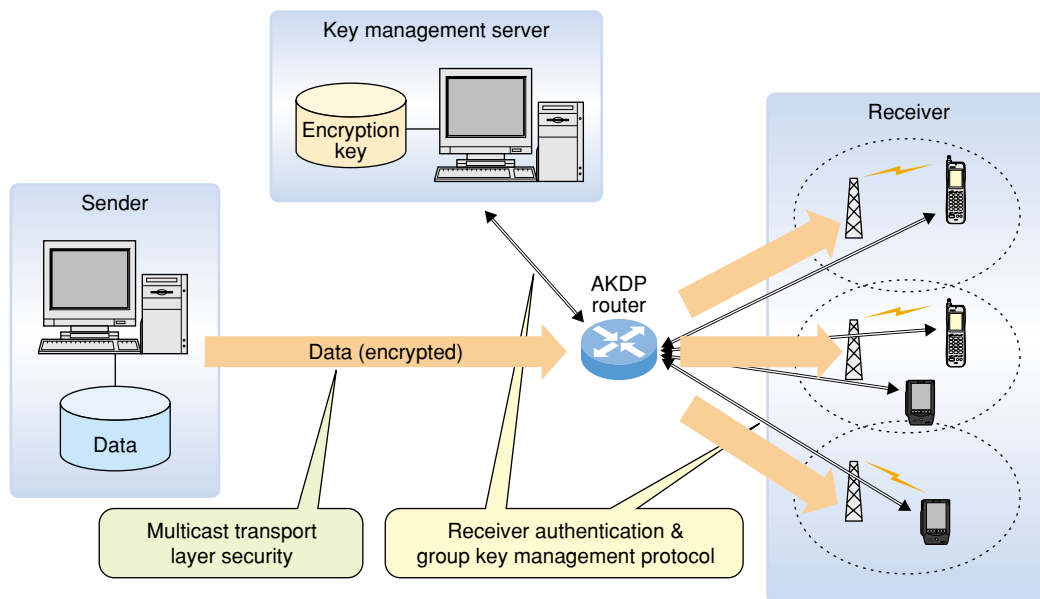 Key management server
Encryption
key
Receiver
Sender
AKDP
router
Data (encrypted)
Data
Multicast transport
layer security
Receiver authentication &
group key management protocol